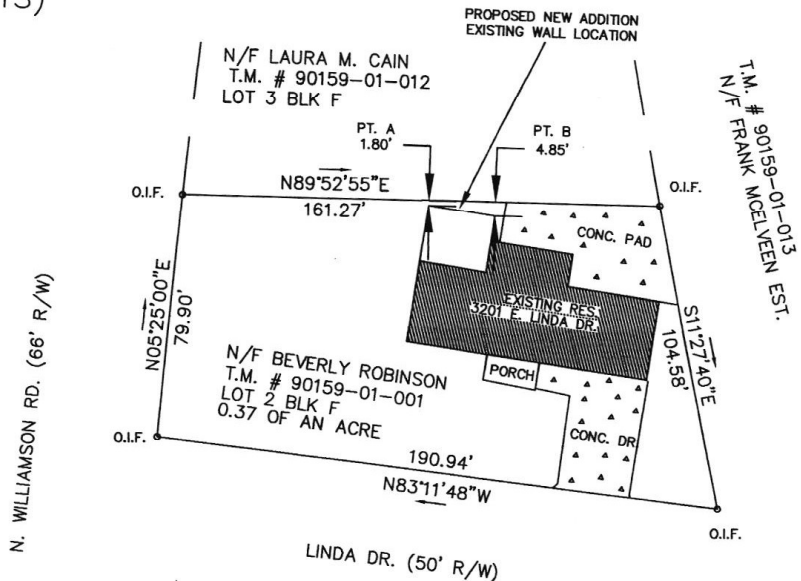 13)
PROPOSED NEW ADDITION
EXISTING WALL LOCATION
N/F LAURA M. CAIN
T.M. # 90159-01-012
LOT 3 BLK F
T.M. # 90159-01-013
N/F FRANK MCELVEEN EST.
PT. A
1.80'
PT. B
4.85'
N89°52'55"E
161.27'
O.I.F.
O.I.F.
CONC. PAD
EXISTING RES.
3201 E. LINDA DR.
S11°27'40"E
104.58'
N05°25'00"E
79.90'
N. WILLIAMSON RD. (66' R/W)
N/F BEVERLY ROBINSON
T.M. # 90159-01-001
LOT 2 BLK F
0.37 OF AN ACRE
PORCH
CONC. DR
O.I.F.
190.94'
N83°11'48"W
O.I.F.
LINDA DR. (50' R/W)